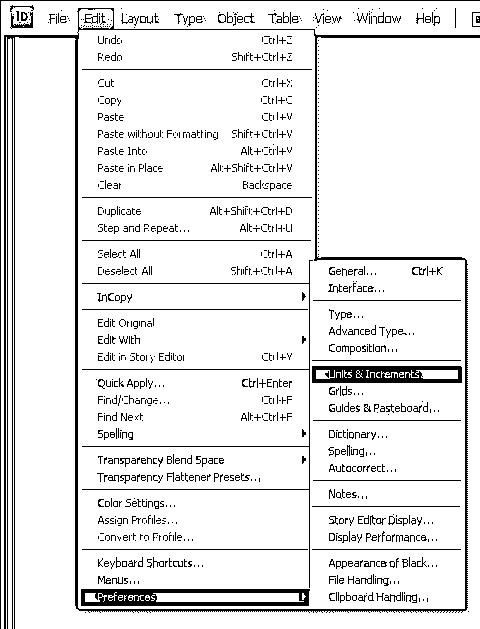 ID File Edit Layout Type Object Table View Window Help
Undo Ctrl+Z
Redo Shift+Ctrl+Z
Cut Ctrl+X
Copy Ctrl+C
Paste Ctrl+V
Paste without Formatting Shift+Ctrl+V
Paste Into Alt+Ctrl+V
Paste in Place Alt+Shift+Ctrl+V
Clear Backspace
Duplicate Alt+Shift+Ctrl+D
Step and Repeat... Alt+Ctrl+U
Select All Ctrl+A
Deselect All Shift+Ctrl+A
InCopy
Edit Original
Edit With
Edit in Story Editor Ctrl+Y
Quick Apply... Ctrl+Enter
Find/Change... Ctrl+F
Find Next Alt+Ctrl+F
Spelling
Transparency Blend Space
Transparency Flattener Presets...
Color Settings...
Assign Profiles...
Convert to Profile...
Keyboard Shortcuts...
Menus...
Preferences
General... Ctrl+K
Interface...
Type...
Advanced Type...
Composition...
Units & Increments...
Grids...
Guides & Pasteboard...
Dictionary...
Spelling...
Autocorrect...
Notes...
Story Editor Display...
Display Performance...
Appearance of Black...
File Handling...
Clipboard Handling...